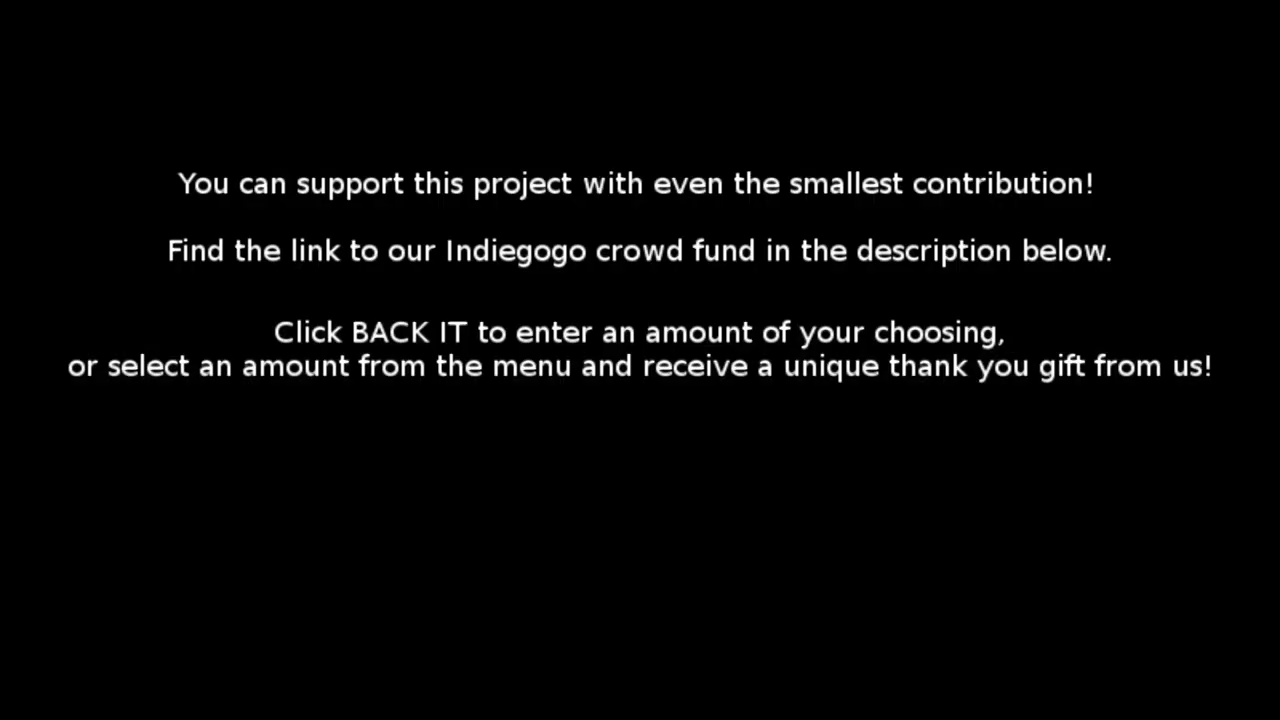 You can support this project with even the smallest contribution!
Find the link to our Indiegogo crowd fund in the description below.
Click BACK IT to enter an amount of your choosing,
or select an amount from the menu and receive a unique thank you gift from us!